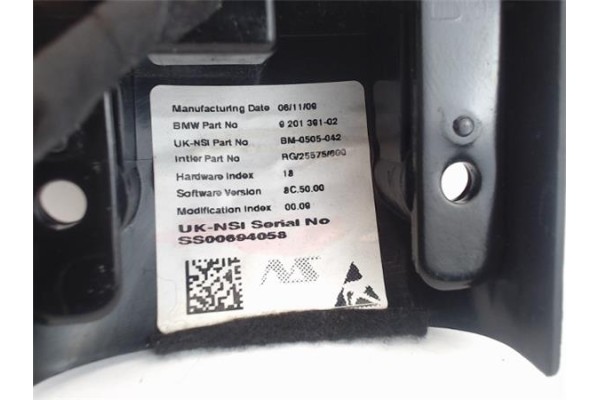 Manufacturing Date 06/11/09
BMW Part No 9 201 391-02
UK-NSI Part No BM-0505-042
Intier Part No RG/25575/600
Hardware Index 18
Software Version 8C.50.00
Modification Index 00.09
UK-NSI Serial No
SS00694058
NS